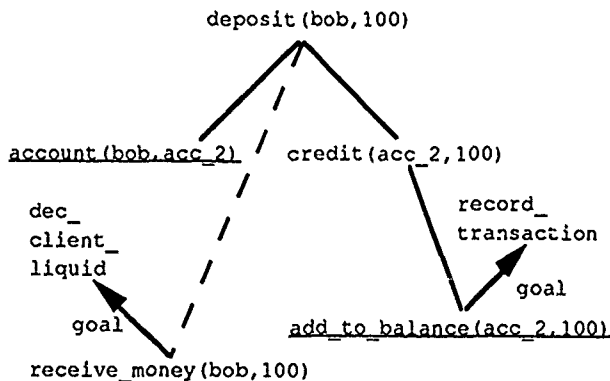 deposit(bob,100)
account(bob,acc_2)
credit(acc_2,100)
dec_
client_
liquid
record_
transaction
goal
goal
add_to_balance(acc_2,100)
receive_money(bob,100)